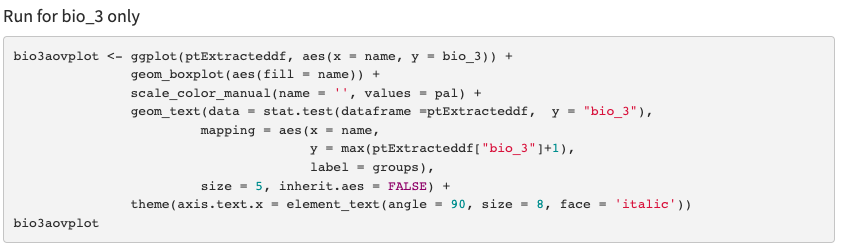 Run for bio_3 only
bio3aovplot <- ggplot(ptExtracteddf, aes(x = name, y = bio_3)) +
geom_boxplot(aes(fill = name)) +
scale_color_manual(name = '', values = pal) +
geom_text(data = stat.test(dataframe =ptExtracteddf,  y = "bio_3"),
mapping = aes(x = name,
y = max(ptExtracteddf["bio_3"]+1),
label = groups),
size = 5, inherit.aes = FALSE) +
theme(axis.text.x = element_text(angle = 90, size = 8, face = 'italic'))
bio3aovplot